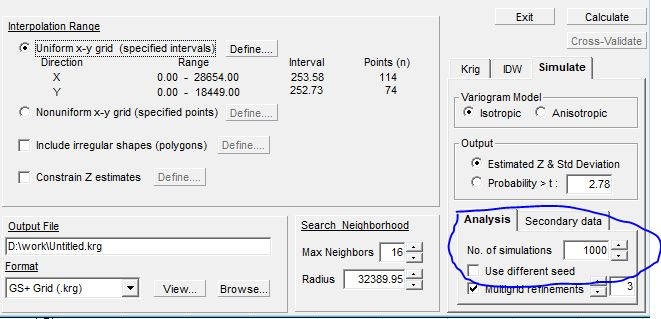 Interpolation Range
Uniform x-y grid (specified intervals) Define....
Direction Range Interval Points (n)
X 0.00 - 28654.00 253.58 114
Y 0.00 - 18449.00 252.73 74
Nonuniform x-y grid (specified points) Define....
Include irregular shapes (polygons) Define....
Constrain Z estimates Define....
Output File
D:\work\Untitled.krg
Format
GS+ Grid (.krg) View... Browse...
Search Neighborhood
Max Neighbors 16
Radius 32389.95
Exit Calculate
Cross-Validate
Krig IDW Simulate
Variogram Model
Isotropic Anisotropic
Output
Estimated Z & Std Deviation
Probability > t : 2.78
Analysis Secondary data
No. of simulations 1000
Use different seed
Multigrid refinements 3